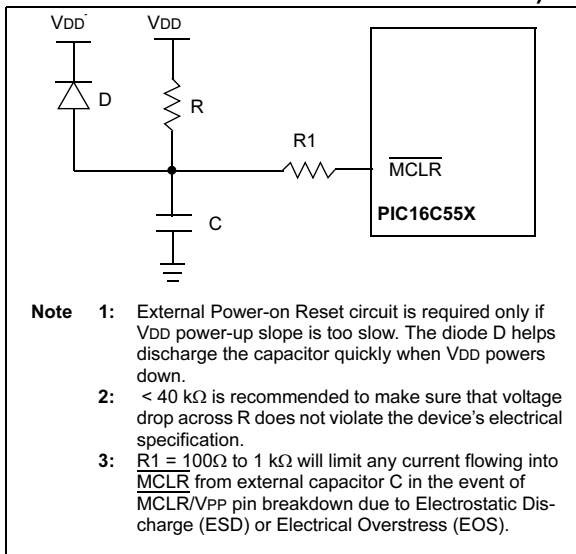 VDD VDD
D
R
R1
MCLR
PIC16C55X
C
Note 1: External Power-on Reset circuit is required only if
VDD power-up slope is too slow. The diode D helps
discharge the capacitor quickly when VDD powers
down.
2: < 40 kΩ is recommended to make sure that voltage
drop across R does not violate the device's electrical
specification.
3: R1 = 100Ω to 1 kΩ will limit any current flowing into
MCLR from external capacitor C in the event of
MCLR/VPP pin breakdown due to Electrostatic Dis-
charge (ESD) or Electrical Overstress (EOS).